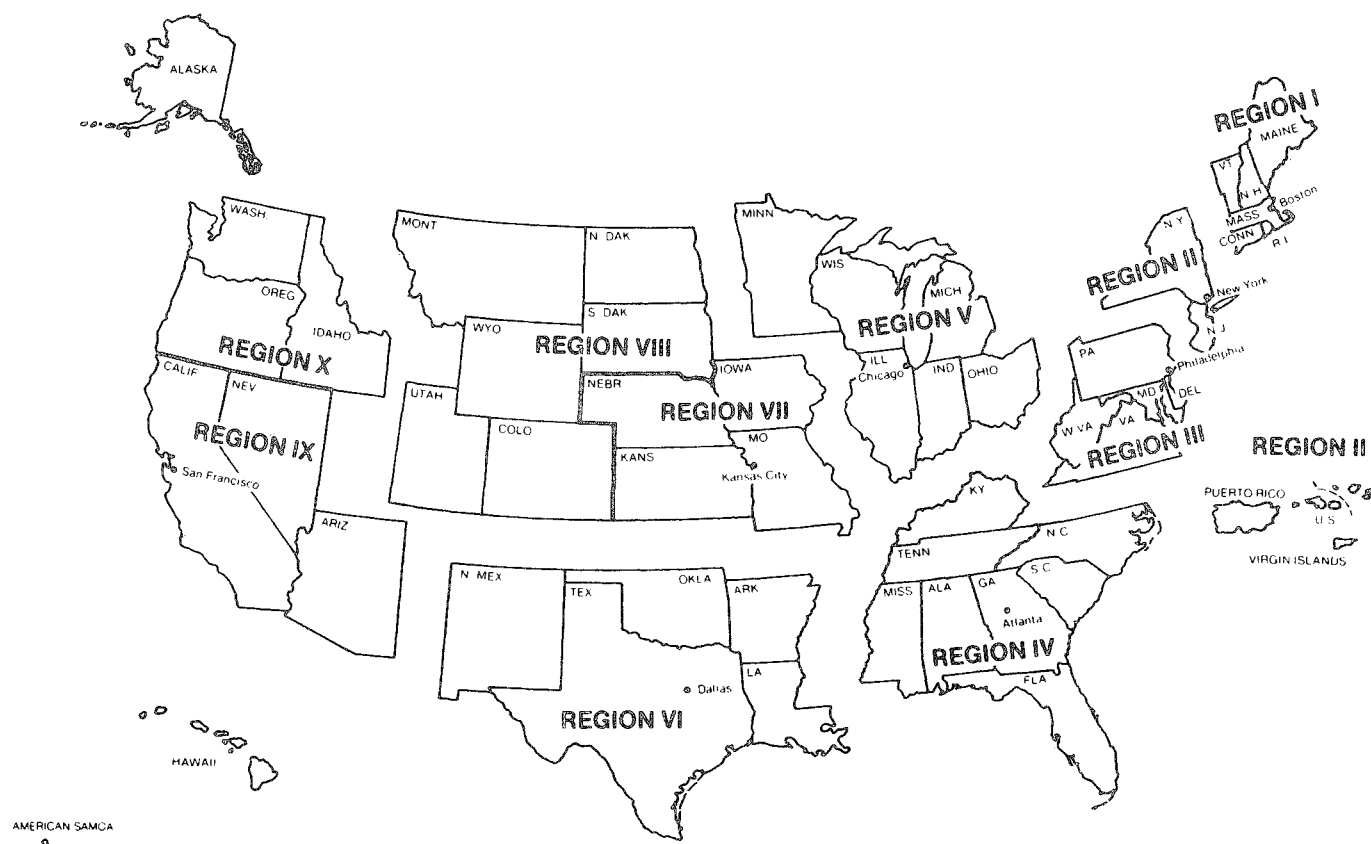 ALASKA
REGION I
MAINE
VT
N H
Boston
MASS
CONN
R I
WASH
MONT
N DAK
MINN
N Y
WIS
REGION II
OREG
MICH
New York
S DAK
WYO
REGION V
IDAHO
N J
REGION X
REGION VIII
PA
ILL
Philadelphia
CALIF
NEV
IOWA
Chicago
IND
OHIO
UTAH
NEBR
MD
DEL
REGION VII
W VA
VA
REGION IX
COLO
MO
REGION III
REGION II
KANS
San Francisco
Kansas City
KY
PUERTO RICO
ARIZ
U S
N C
TENN
VIRGIN ISLANDS
N MEX
OKLA
S C
TEX
ARK
MISS
ALA
GA
Atlanta
REGION IV
LA
FLA
Dallas
REGION VI
HAWAII
AMERICAN SAMOA